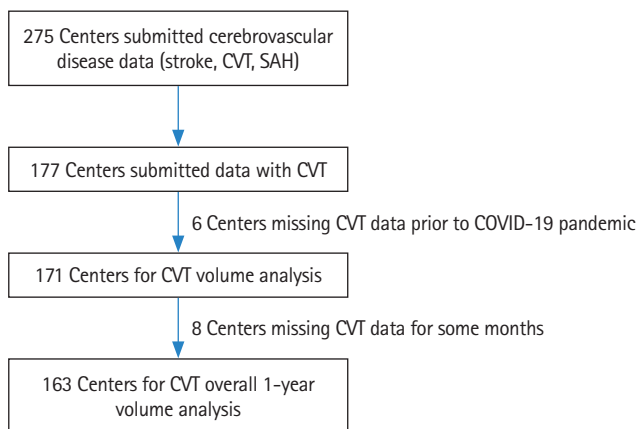 275 Centers submitted cerebrovascular
disease data (stroke, CVT, SAH)
177 Centers submitted data with CVT
6 Centers missing CVT data prior to COVID-19 pandemic
171 Centers for CVT volume analysis
8 Centers missing CVT data for some months
163 Centers for CVT overall 1-year
volume analysis